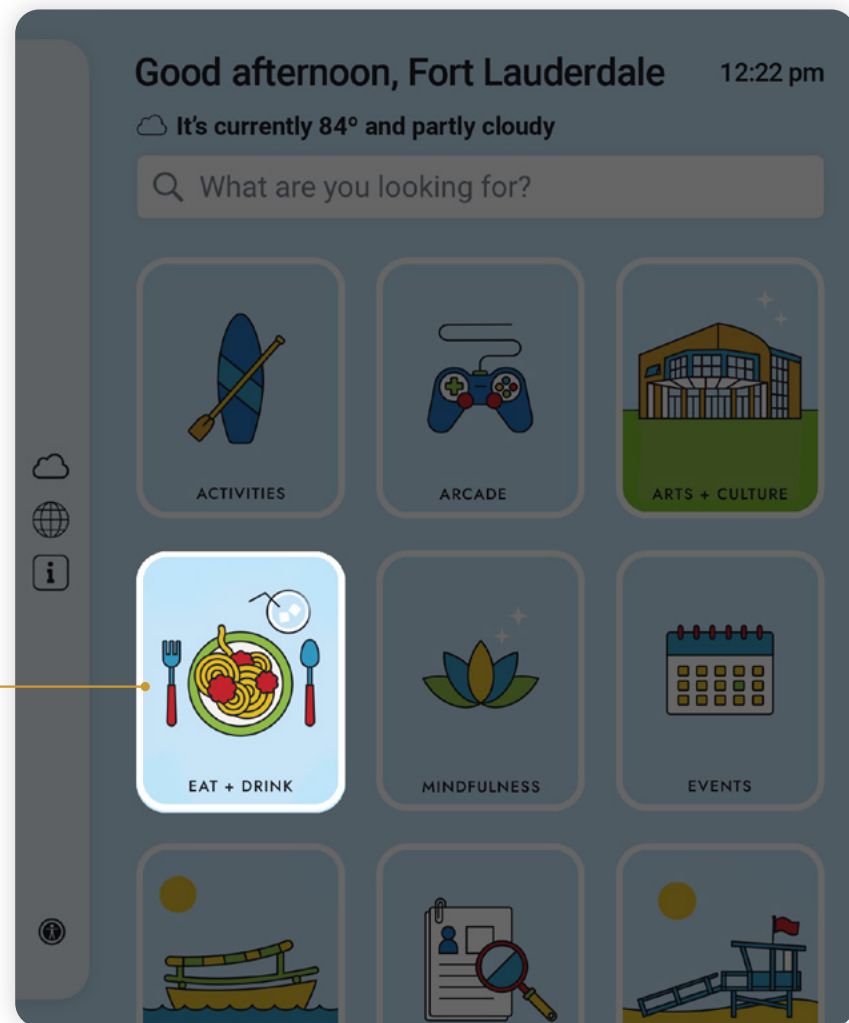 Good afternoon, Fort Lauderdale 12:22 pm
It's currently 84º and partly cloudy
What are you looking for?
ACTIVITIES
ARCADE
ARTS + CULTURE
i
EAT + DRINK
MINDFULNESS
EVENTS